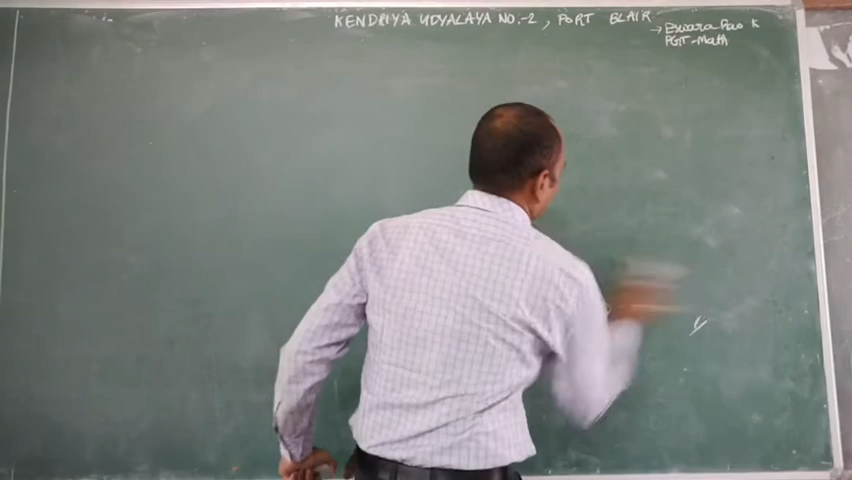 KENDRIYA VIDYALAYA NO.-2, PORT BLAIR
→ Eswara Rao K
PGT-Math
y